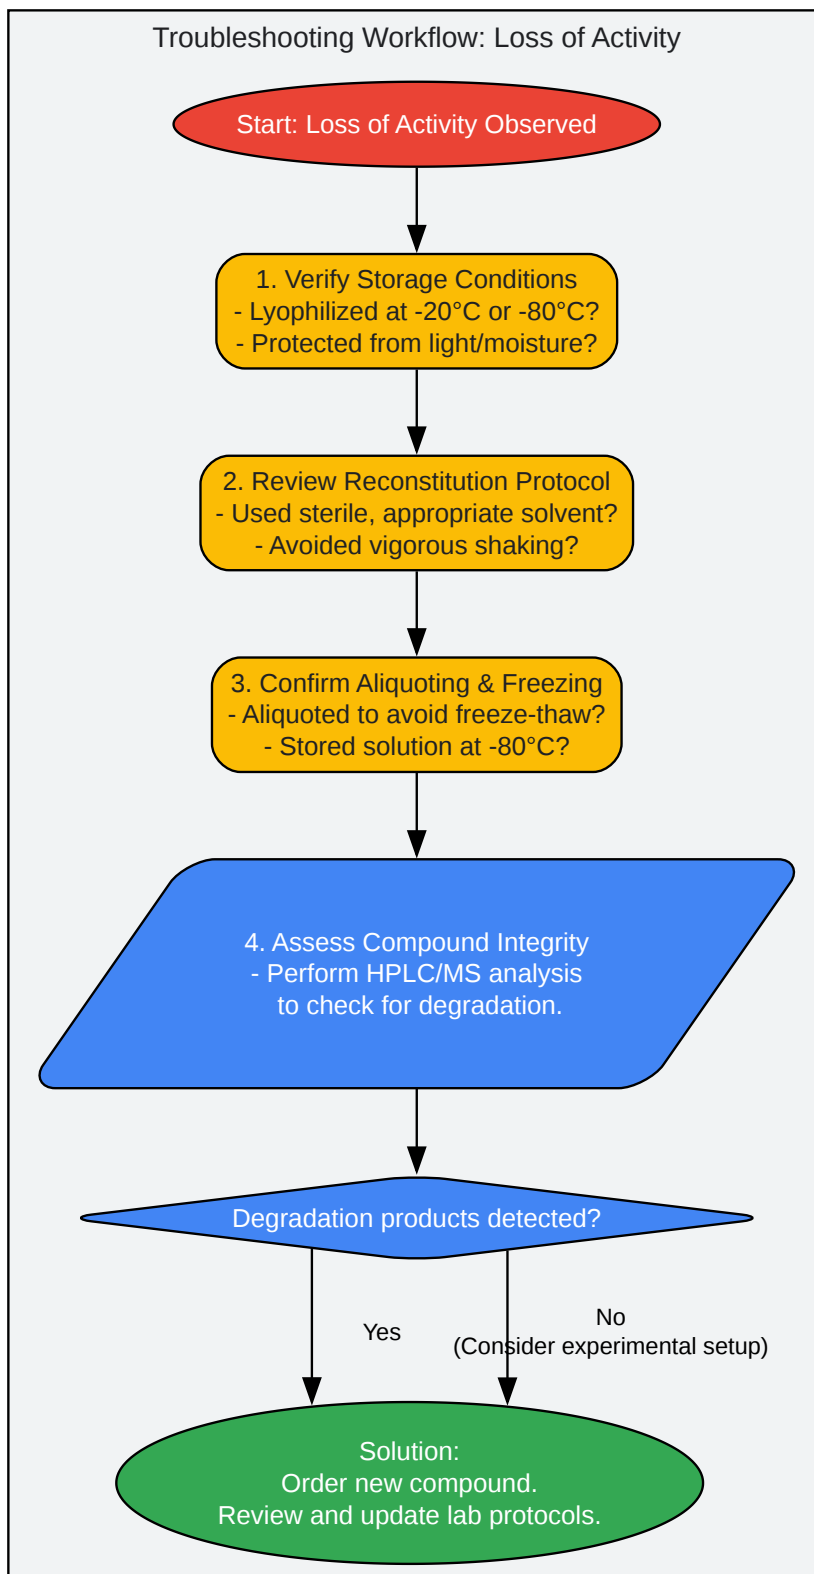 Troubleshooting Workflow: Loss of Activity
Start: Loss of Activity Observed
1. Verify Storage Conditions
- Lyophilized at -20°C or -80°C?
- Protected from light/moisture?
2. Review Reconstitution Protocol
- Used sterile, appropriate solvent?
- Avoided vigorous shaking?
3. Confirm Aliquoting & Freezing
- Aliquoted to avoid freeze-thaw?
- Stored solution at -80°C?
4. Assess Compound Integrity
- Perform HPLC/MS analysis
to check for degradation.
Degradation products detected?
Yes
No
(Consider experimental setup)
Solution:
Order new compound.
Review and update lab protocols.